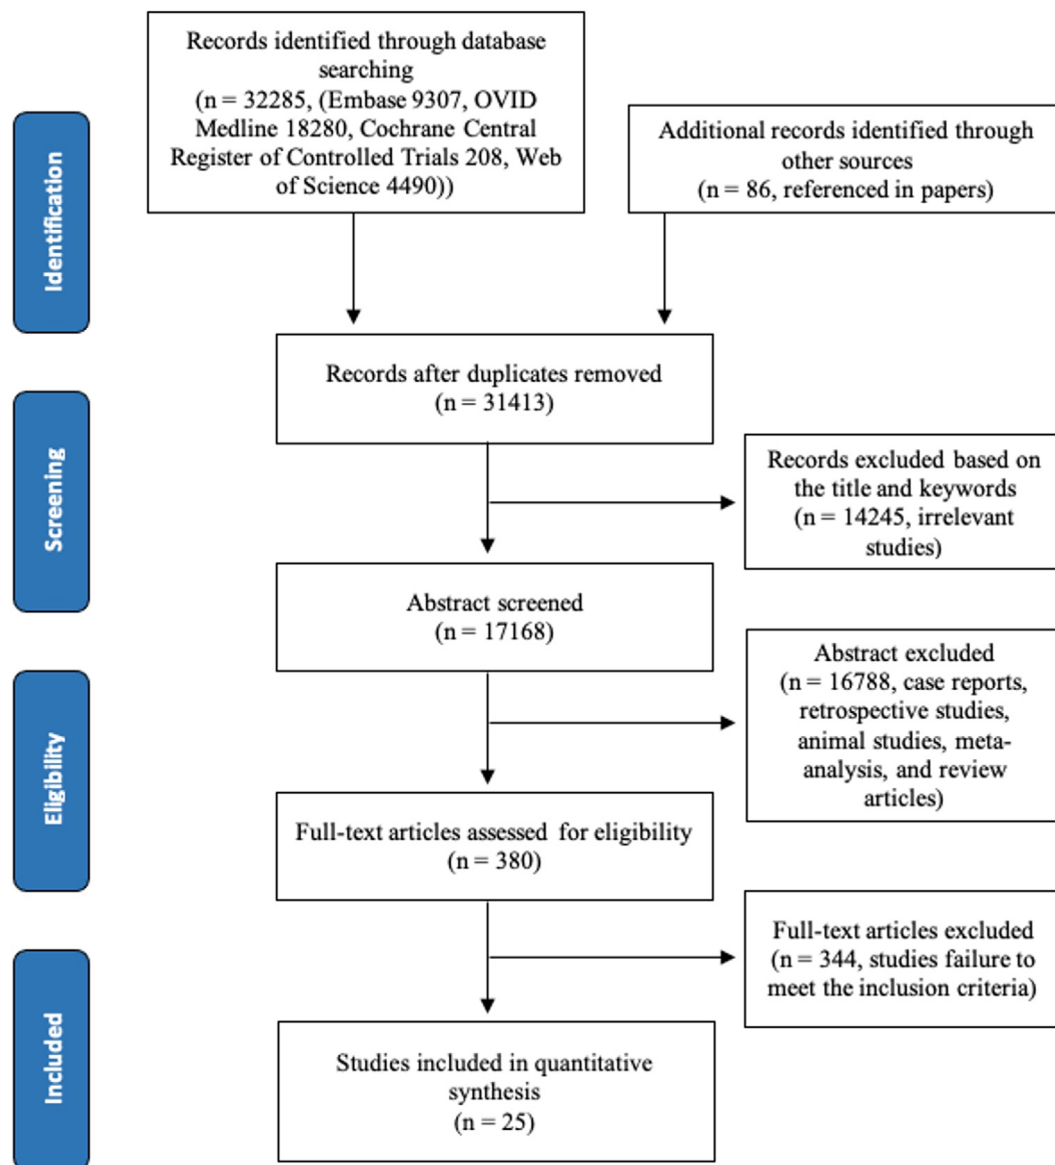 Records identified through database
searching
(n = 32285, (Embase 9307, OVID
Medline 18280, Cochrane Central
Register of Controlled Trials 208, Web
of Science 4490))
Additional records identified through
other sources
(n = 86, referenced in papers)
Identification
Records after duplicates removed
(n = 31413)
Screening
Records excluded based on
the title and keywords
(n = 14245, irrelevant
studies)
Abstract screened
(n = 17168)
Abstract excluded
(n = 16788, case reports,
retrospective studies,
animal studies, meta-
analysis, and review
articles)
Eligibility
Full-text articles assessed for eligibility
(n = 380)
Full-text articles excluded
(n = 344, studies failure to
meet the inclusion criteria)
Included
Studies included in quantitative
synthesis
(n = 25)